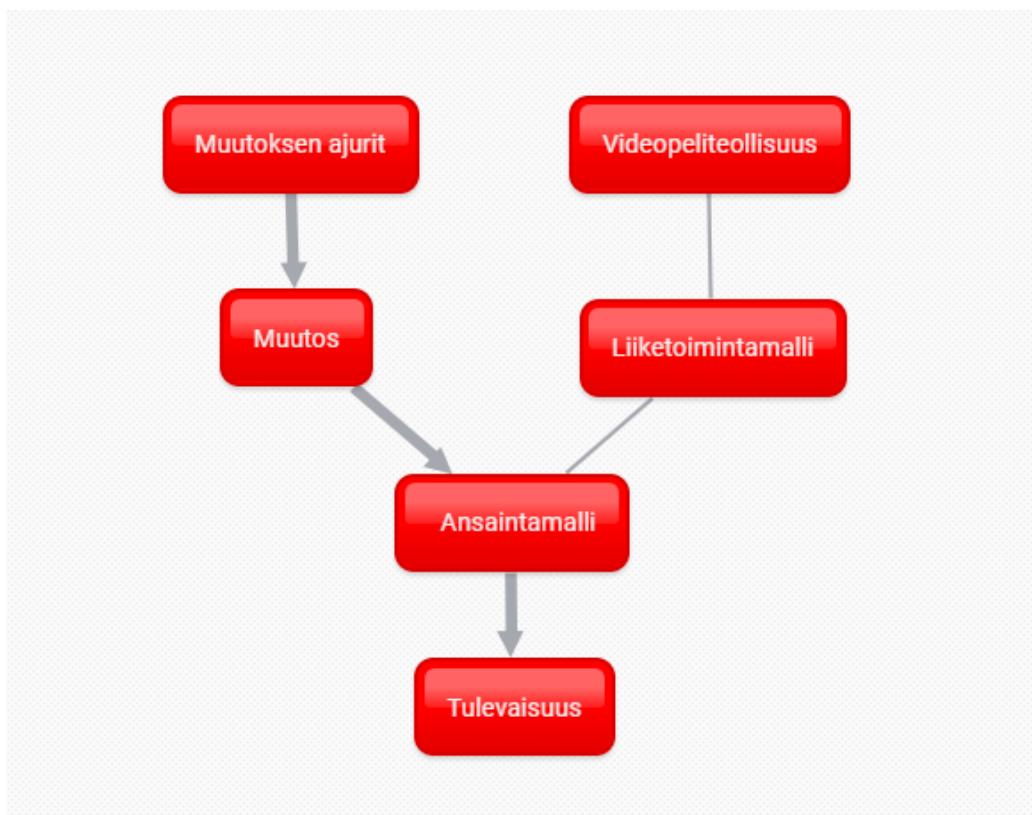 Muutoksen ajurit
Videopeliteollisuus
Muutos
Liiketoimintamalli
Ansaintamalli
Tulevaisuus